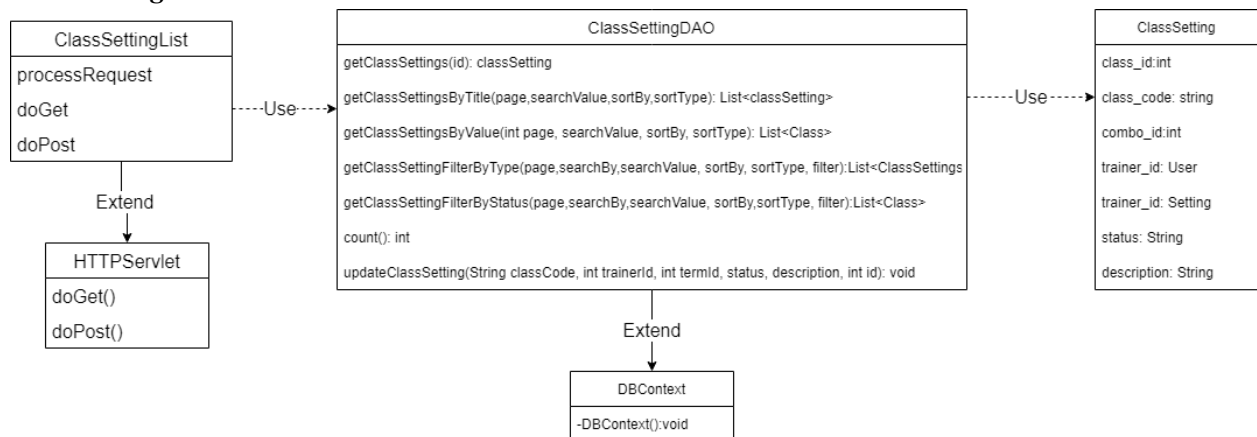 ClassSettingList
processRequest
doGet
doPost
Use
Extend
HTTPServlet
doGet()
doPost()
ClassSettingDAO
getClassSettings(id): classSetting
getClassSettingsByTitle(page,searchValue,sortBy,sortType): List<classSetting>
getClassSettingsByValue(int page, searchValue, sortBy, sortType): List<Class>
getClassSettingFilterByType(page,searchBy,searchValue, sortBy, sortType, filter):List<ClassSettings
getClassSettingFilterByStatus(page,searchBy,searchValue, sortBy,sortType, filter):List<Class>
count(): int
updateClassSetting(String classCode, int trainerId, int termId, status, description, int id): void
Extend
DBContext
-DBContext():void
Use
ClassSetting
class_id:int
class_code: string
combo_id:int
trainer_id: User
trainer_id: Setting
status: String
description: String